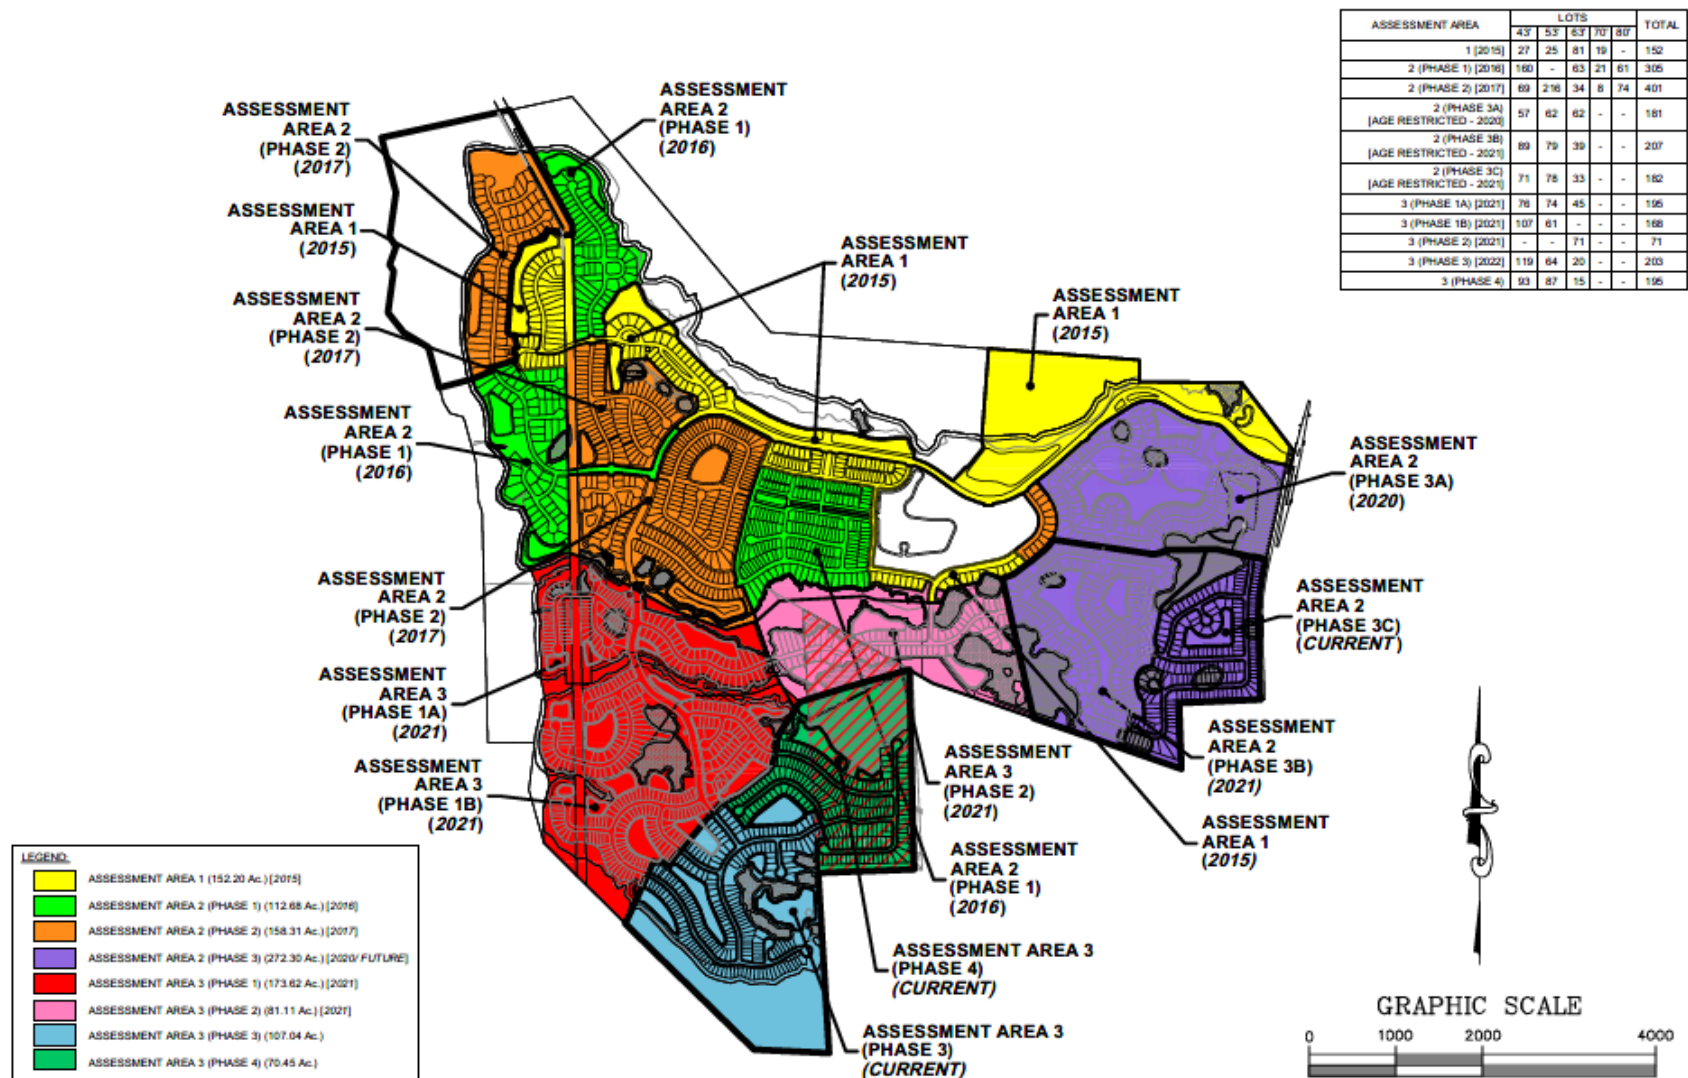 ASSESSMENT AREA LOTS TOTAL
43' 53' 63' 70' 80'
1 [2015] 27 25 81 19 - 152
2 (PHASE 1) [2016] 160 - 63 21 61 305
2 (PHASE 2) [2017] 69 216 34 8 74 401
2 (PHASE 3A)
[AGE RESTRICTED - 2020] 57 62 62 - - 181
2 (PHASE 3B)
[AGE RESTRICTED - 2021] 89 79 39 - - 207
2 (PHASE 3C)
[AGE RESTRICTED - 2021] 71 78 33 - - 182
3 (PHASE 1A) [2021] 76 74 45 - - 195
3 (PHASE 1B) [2021] 107 61 - - - 168
3 (PHASE 2) [2021] - - 71 - - 71
3 (PHASE 3) [2022] 119 64 20 - - 203
3 (PHASE 4) 93 87 15 - - 195
ASSESSMENT
AREA 2
(PHASE 2)
(2017)
ASSESSMENT
AREA 2
(PHASE 1)
(2016)
ASSESSMENT
AREA 1
(2015)
ASSESSMENT
AREA 2
(PHASE 2)
(2017)
ASSESSMENT
AREA 1
(2015)
ASSESSMENT
AREA 1
(2015)
ASSESSMENT
AREA 2
(PHASE 1)
(2016)
ASSESSMENT
AREA 2
(PHASE 3A)
(2020)
ASSESSMENT
AREA 2
(PHASE 2)
(2017)
ASSESSMENT
AREA 2
(PHASE 3C)
(CURRENT)
ASSESSMENT
AREA 3
(PHASE 1A)
(2021)
ASSESSMENT
AREA 2
(PHASE 3B)
(2021)
ASSESSMENT
AREA 3
(PHASE 2)
(2021)
ASSESSMENT
AREA 3
(PHASE 1B)
(2021)
ASSESSMENT
AREA 1
(2015)
ASSESSMENT
AREA 2
(PHASE 1)
(2016)
ASSESSMENT AREA 3
(PHASE 4)
(CURRENT)
ASSESSMENT AREA 3
(PHASE 3)
(CURRENT)
LEGEND:
ASSESSMENT AREA 1 (152.20 Ac.) [2015]
ASSESSMENT AREA 2 (PHASE 1) (112.68 Ac.) [2016]
ASSESSMENT AREA 2 (PHASE 2) (158.31 Ac.) [2017]
ASSESSMENT AREA 2 (PHASE 3) (272.30 Ac.) [2020/ FUTURE]
ASSESSMENT AREA 3 (PHASE 1) (173.62 Ac.) [2021]
ASSESSMENT AREA 3 (PHASE 2) (81.11 Ac.) [2021]
ASSESSMENT AREA 3 (PHASE 3) (107.04 Ac.)
ASSESSMENT AREA 3 (PHASE 4) (70.45 Ac.)
GRAPHIC SCALE
0 1000 2000 4000